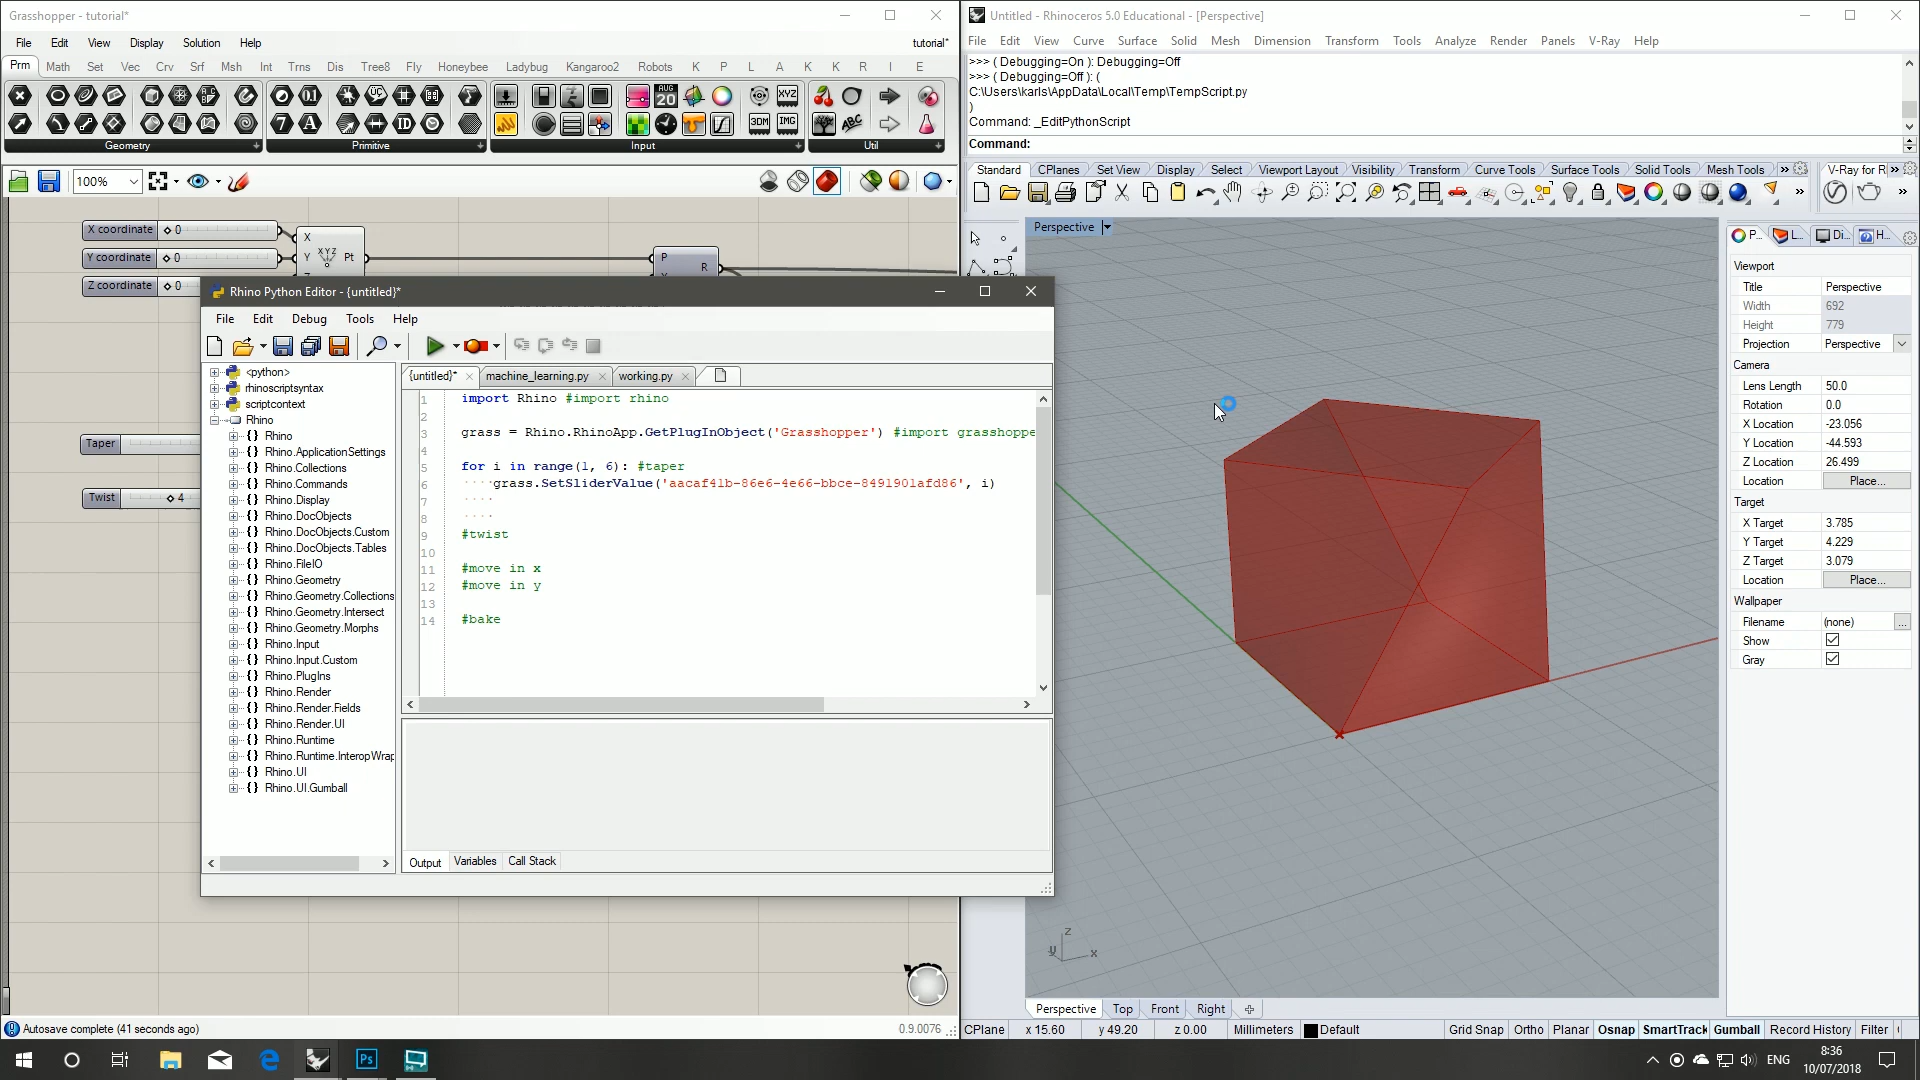 Grasshopper - tutorial*
File Edit View Display Solution Help
tutorial*
Prm Math Set Vec Crv Srf Msh Int Trns Dis Tree8 Fly Honeybee Ladybug Kangaroo2 Robots K P L A K K R I E
Geometry Primitive Input Util
100%
X coordinate 0
Y coordinate 0
Z coordinate 0
X
Y
XYZ
Pt
P
R
Taper
Twist 4
Rhino Python Editor - {untitled}*
File Edit Debug Tools Help
<python>
rhinoscriptsyntax
scriptcontext
Rhino
Rhino
Rhino.ApplicationSettings
Rhino.Collections
Rhino.Commands
Rhino.Display
Rhino.DocObjects
Rhino.DocObjects.Custom
Rhino.DocObjects.Tables
Rhino.FileIO
Rhino.Geometry
Rhino.Geometry.Collections
Rhino.Geometry.Intersect
Rhino.Geometry.Morphs
Rhino.Input
Rhino.Input.Custom
Rhino.PlugIns
Rhino.Render
Rhino.Render.Fields
Rhino.Render.UI
Rhino.Runtime
Rhino.Runtime.InteropWrap
Rhino.UI
Rhino.UI.Gumball
{untitled}* machine_learning.py working.py
1 import Rhino #import rhino
2
3 grass = Rhino.RhinoApp.GetPlugInObject('Grasshopper') #import grasshoppe
4
5 for i in range(1, 6): #taper
6 ····grass.SetSliderValue('aacaf41b-86e6-4e66-bbce-8491901afd86', i)
7 ····
8 ····
9 #twist
10
11 #move in x
12 #move in y
13
14 #bake
Output Variables Call Stack
Autosave complete (41 seconds ago)
0.9.0076
Untitled - Rhinoceros 5.0 Educational - [Perspective]
File Edit View Curve Surface Solid Mesh Dimension Transform Tools Analyze Render Panels V-Ray Help
>>> ( Debugging=On ): Debugging=Off
>>> ( Debugging=Off ): (
C:\Users\karls\AppData\Local\Temp\TempScript.py
)
Command: _EditPythonScript
Command:
Standard CPlanes Set View Display Select Viewport Layout Visibility Transform Curve Tools Surface Tools Solid Tools Mesh Tools »
V-Ray for R »
Perspective
z
y
x
P... L... Di... H...
Viewport
Title Perspective
Width 692
Height 779
Projection Perspective
Camera
Lens Length 50.0
Rotation 0.0
X Location -23.056
Y Location -44.593
Z Location 26.499
Location Place...
Target
X Target 3.785
Y Target 4.229
Z Target 3.079
Location Place...
Wallpaper
Filename (none) ...
Show
Gray
Perspective Top Front Right
CPlane x 15.60 y 49.20 z 0.00 Millimeters Default Grid Snap Ortho Planar Osnap SmartTrack Gumball Record History Filter
Ps
ENG
8:36
10/07/2018